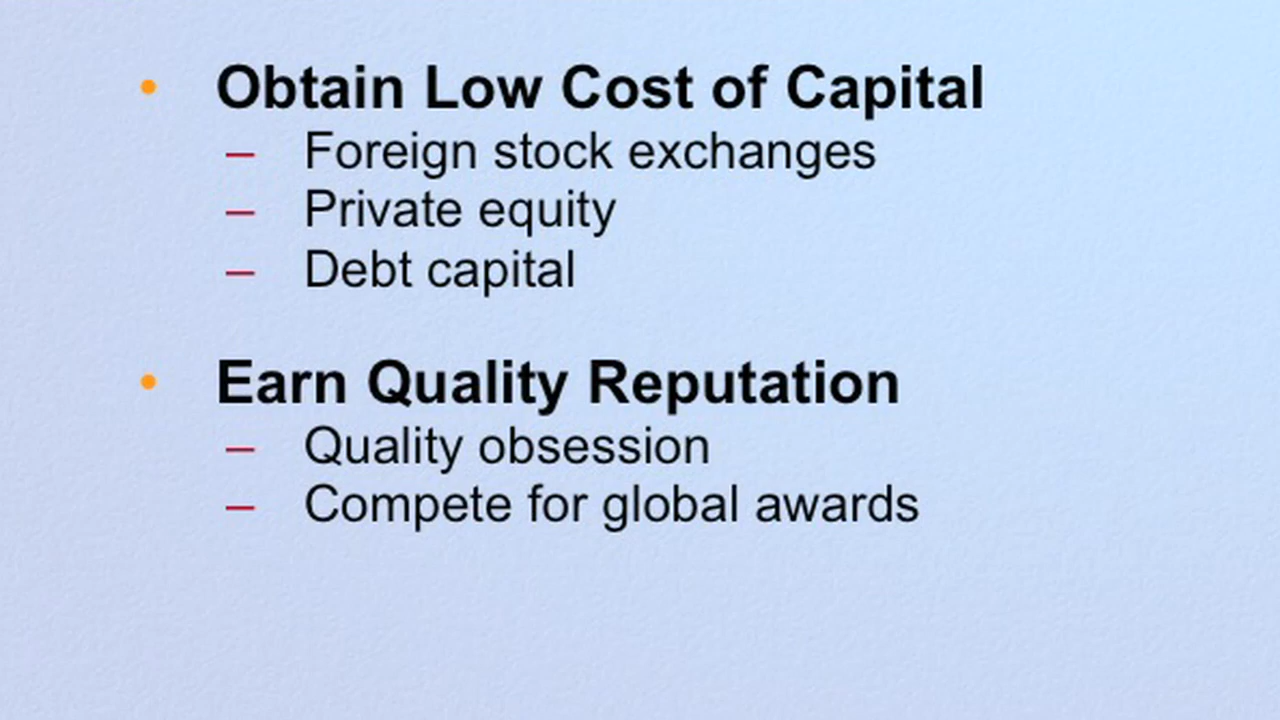 • Obtain Low Cost of Capital
– Foreign stock exchanges
– Private equity
– Debt capital
• Earn Quality Reputation
– Quality obsession
– Compete for global awards